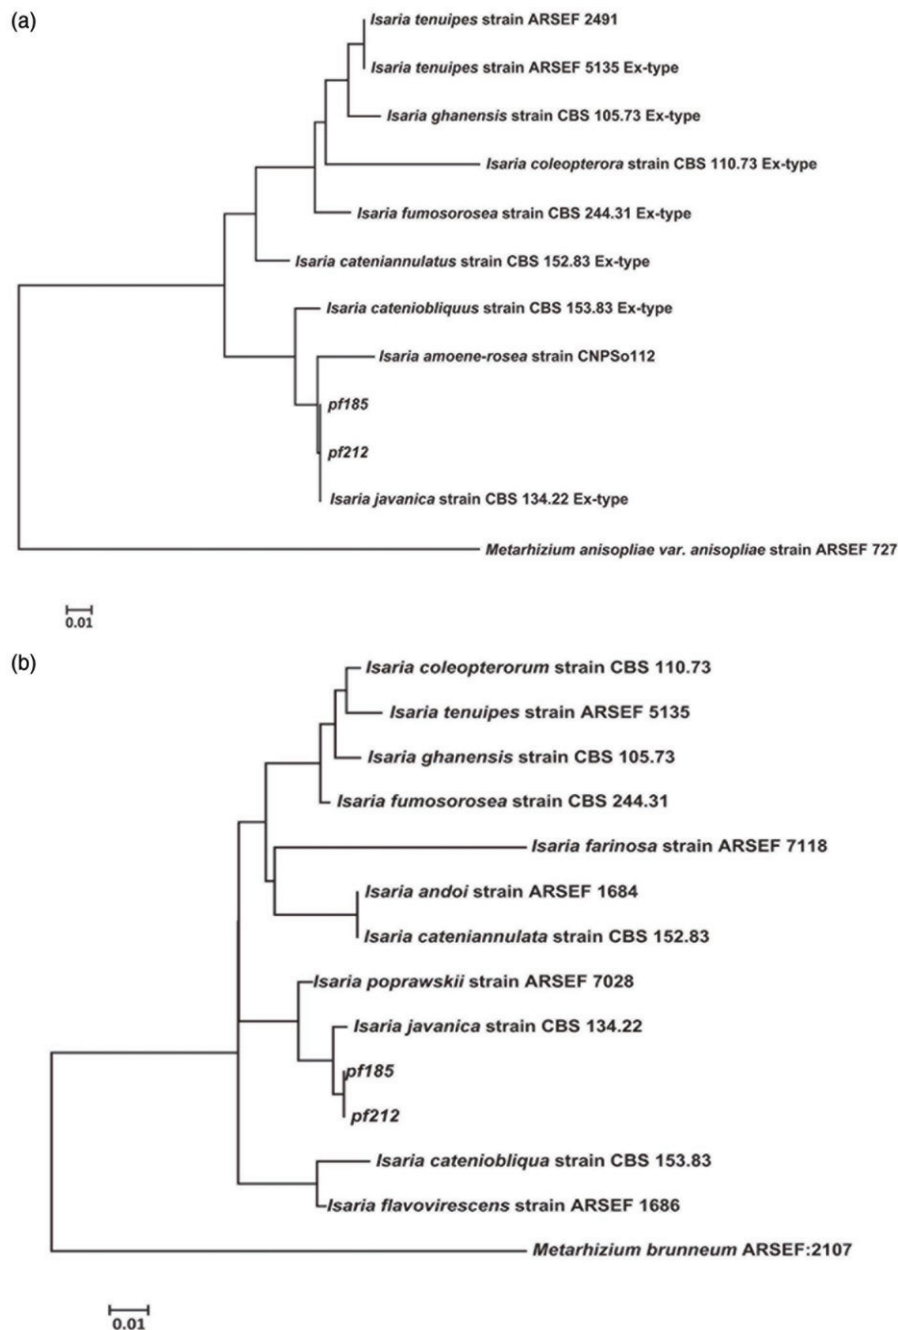 (a)
Isaria tenuipes strain ARSEF 2491
Isaria tenuipes strain ARSEF 5135 Ex-type
Isaria ghanensis strain CBS 105.73 Ex-type
Isaria coleopterora strain CBS 110.73 Ex-type
Isaria fumosorosea strain CBS 244.31 Ex-type
Isaria cateniannulatus strain CBS 152.83 Ex-type
Isaria cateniobliquus strain CBS 153.83 Ex-type
Isaria amoene-rosea strain CNPSo112
pf185
pf212
Isaria javanica strain CBS 134.22 Ex-type
Metarhizium anisopliae var. anisopliae strain ARSEF 727
0.01
(b)
Isaria coleopterorum strain CBS 110.73
Isaria tenuipes strain ARSEF 5135
Isaria ghanensis strain CBS 105.73
Isaria fumosorosea strain CBS 244.31
Isaria farinosa strain ARSEF 7118
Isaria andoi strain ARSEF 1684
Isaria cateniannulata strain CBS 152.83
Isaria poprawskii strain ARSEF 7028
Isaria javanica strain CBS 134.22
pf185
pf212
Isaria cateniobliqua strain CBS 153.83
Isaria flavovirescens strain ARSEF 1686
Metarhizium brunneum ARSEF:2107
0.01